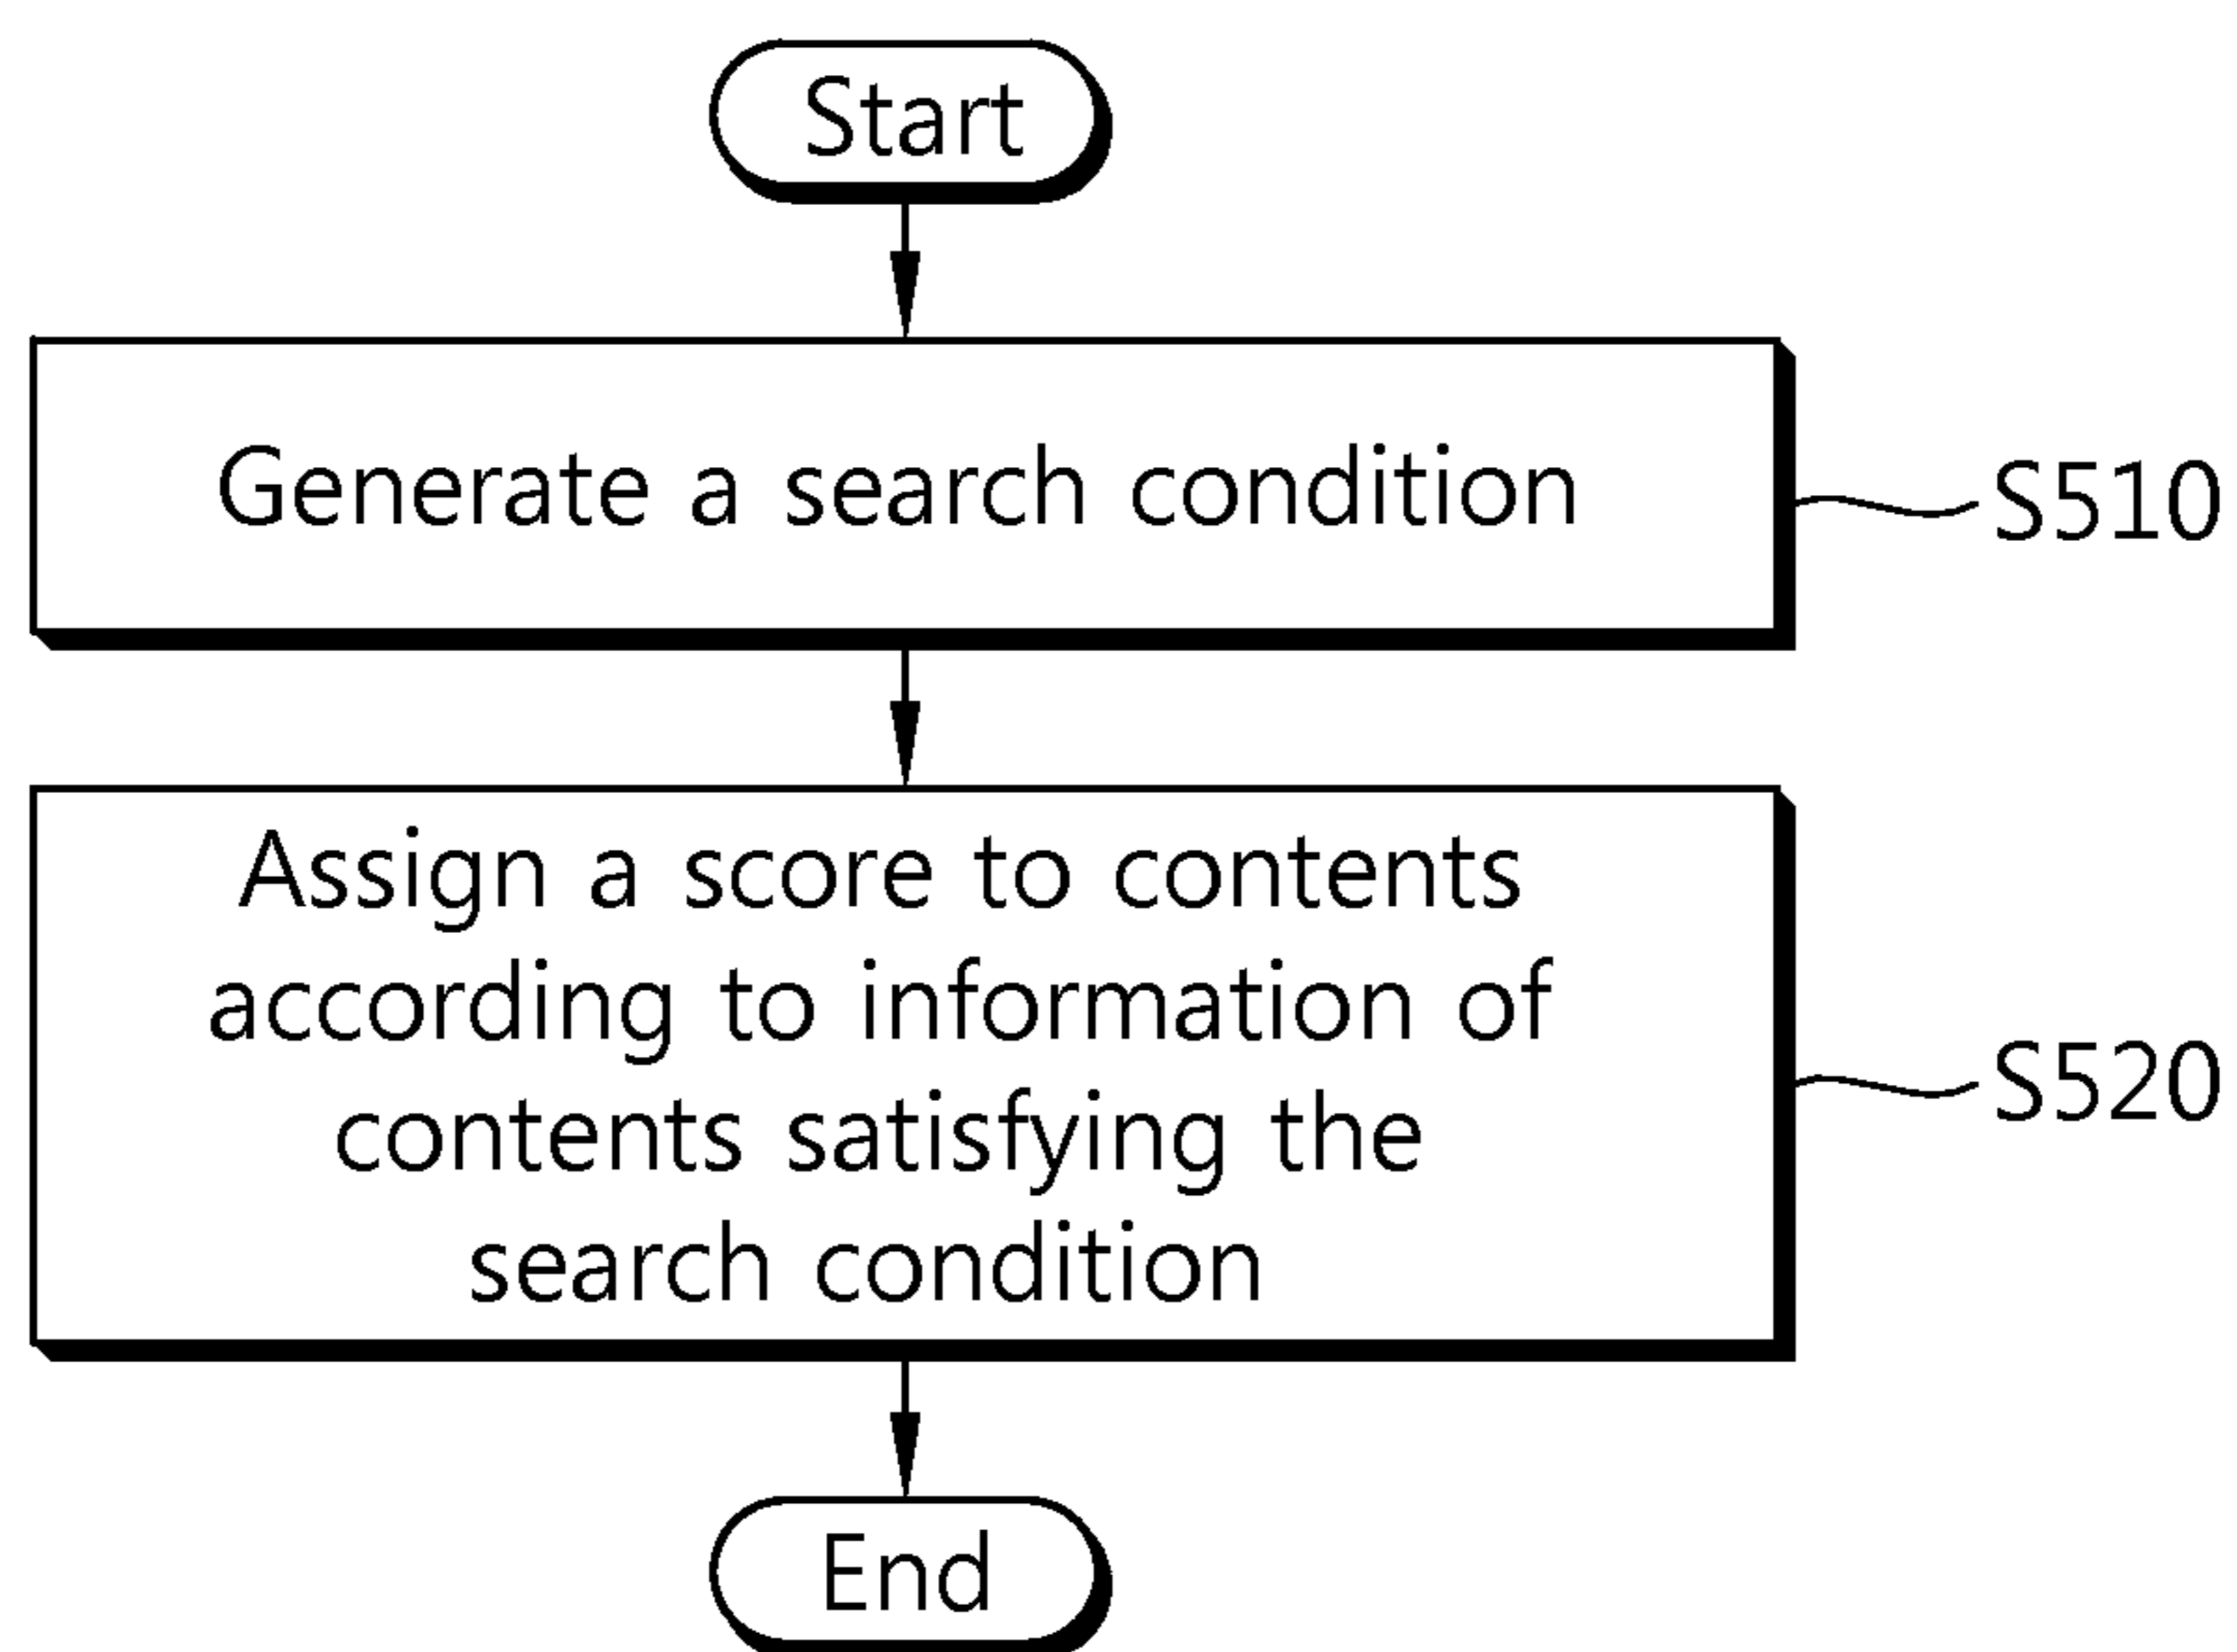 Start
Generate a search condition
S510
Assign a score to contents
according to information of
contents satisfying the
search condition
S520
End